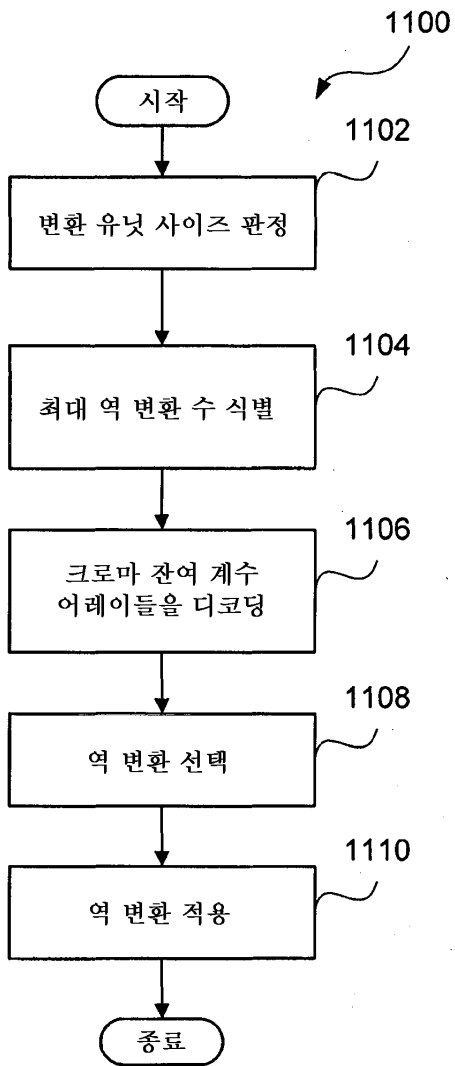 1100
시작
1102
변환 유닛 사이즈 판정
1104
최대 역 변환 수 식별
1106
크로마 잔여 계수
어레이들을 디코딩
1108
역 변환 선택
1110
역 변환 적용
종료